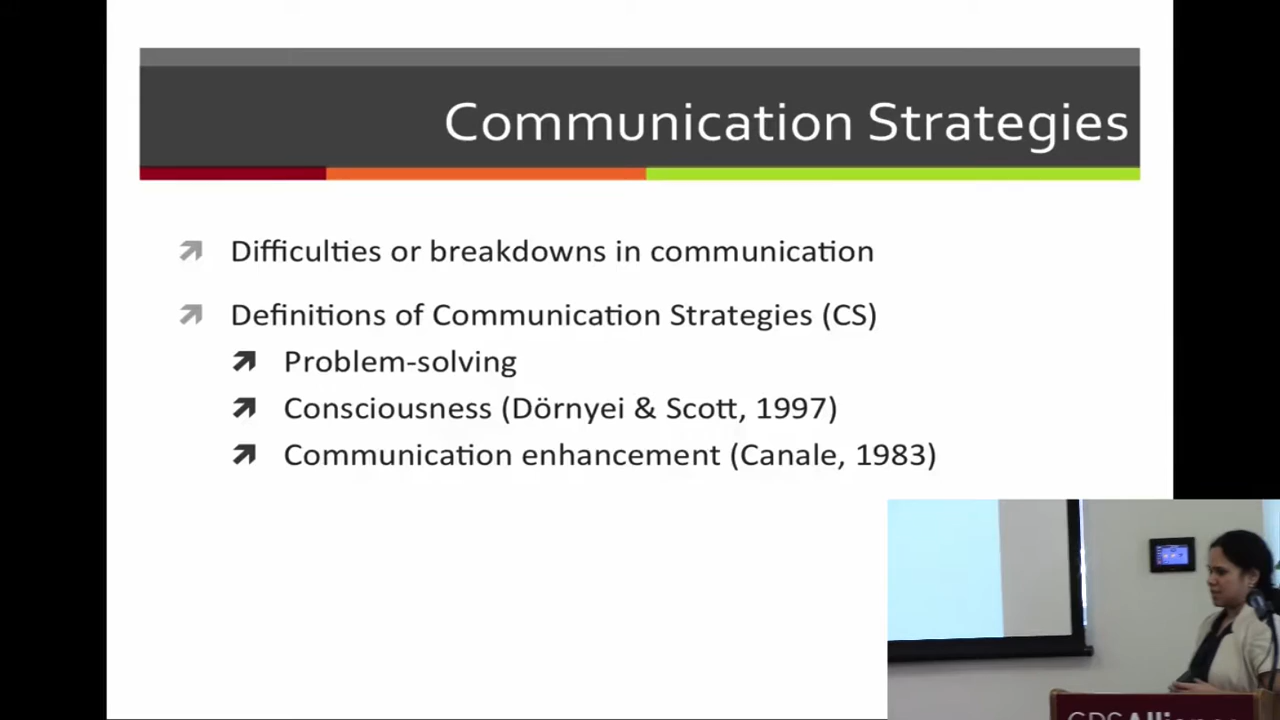 Communication Strategies
Difficulties or breakdowns in communication
Definitions of Communication Strategies (CS)
Problem-solving
Consciousness (Dörnyei & Scott, 1997)
Communication enhancement (Canale, 1983)